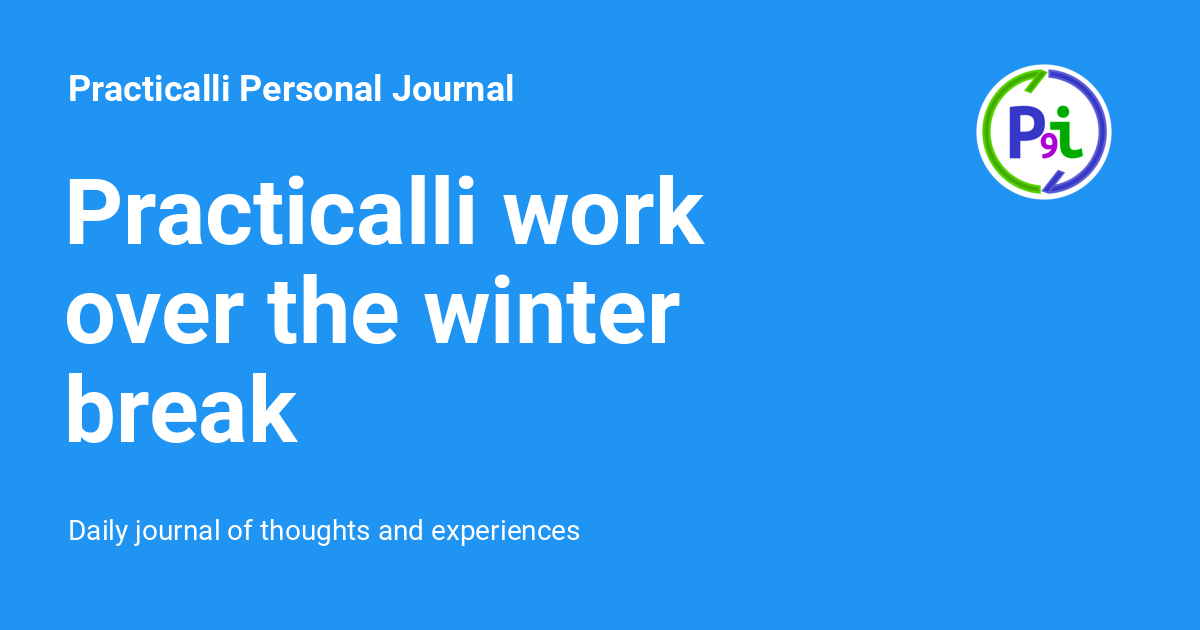 Practicalli Personal Journal
P9i
Practicalli work
over the winter
break
Daily journal of thoughts and experiences